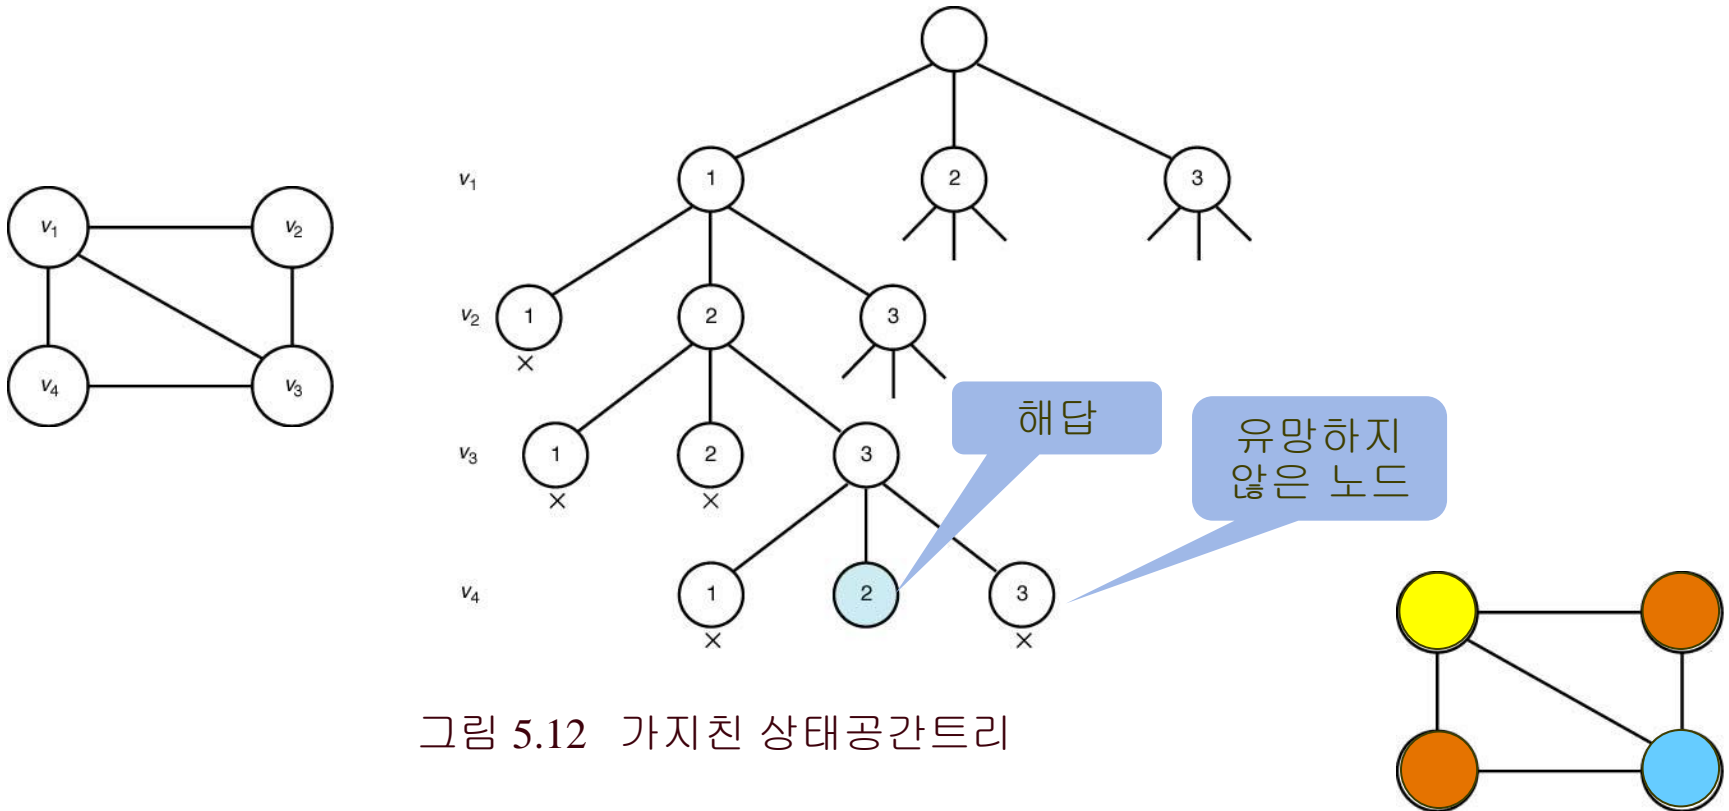 v₁ 1 2 3
v₁ v₂
v₂ 1 2 3
×
v₄ v₃
해답
유망하지
않은 노드
v₃ 1 2 3
× ×
v₄ 1 2 3
× ×
그림 5.12 가지친 상태공간트리